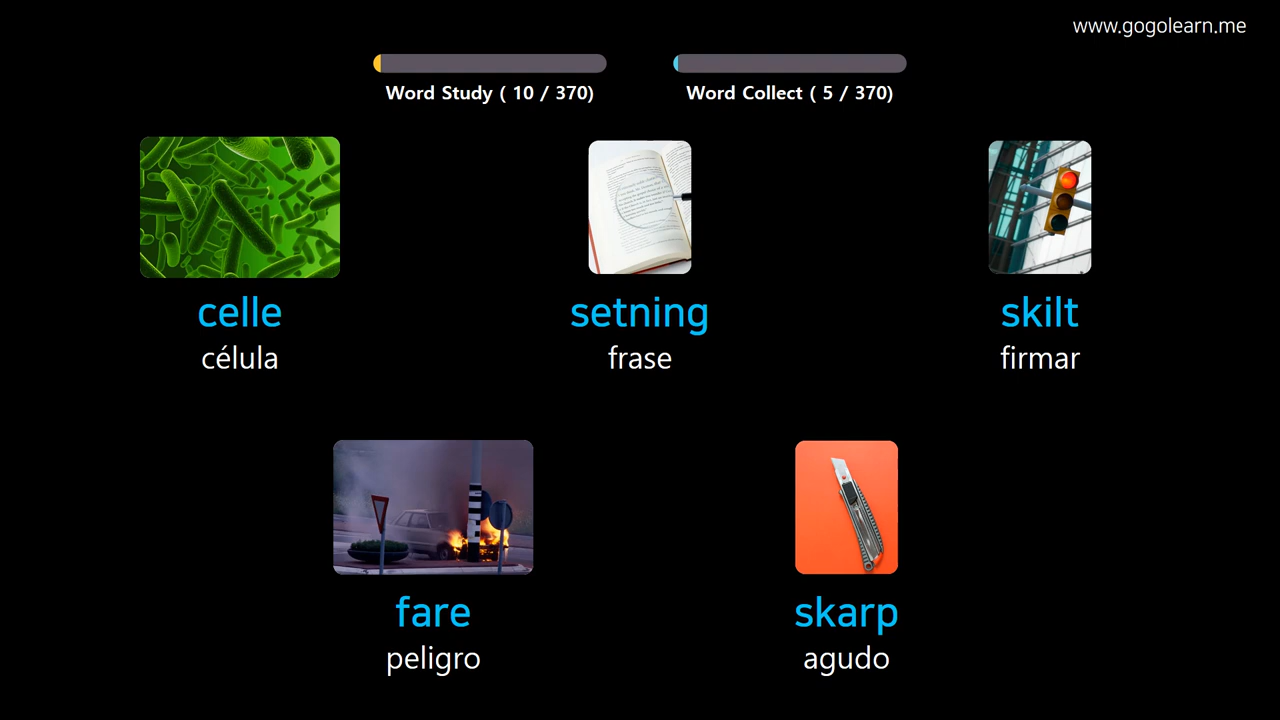 www.gogolearn.me
Word Study ( 10 / 370)
Word Collect ( 5 / 370)
celle
célula
setning
frase
skilt
firmar
fare
peligro
skarp
agudo